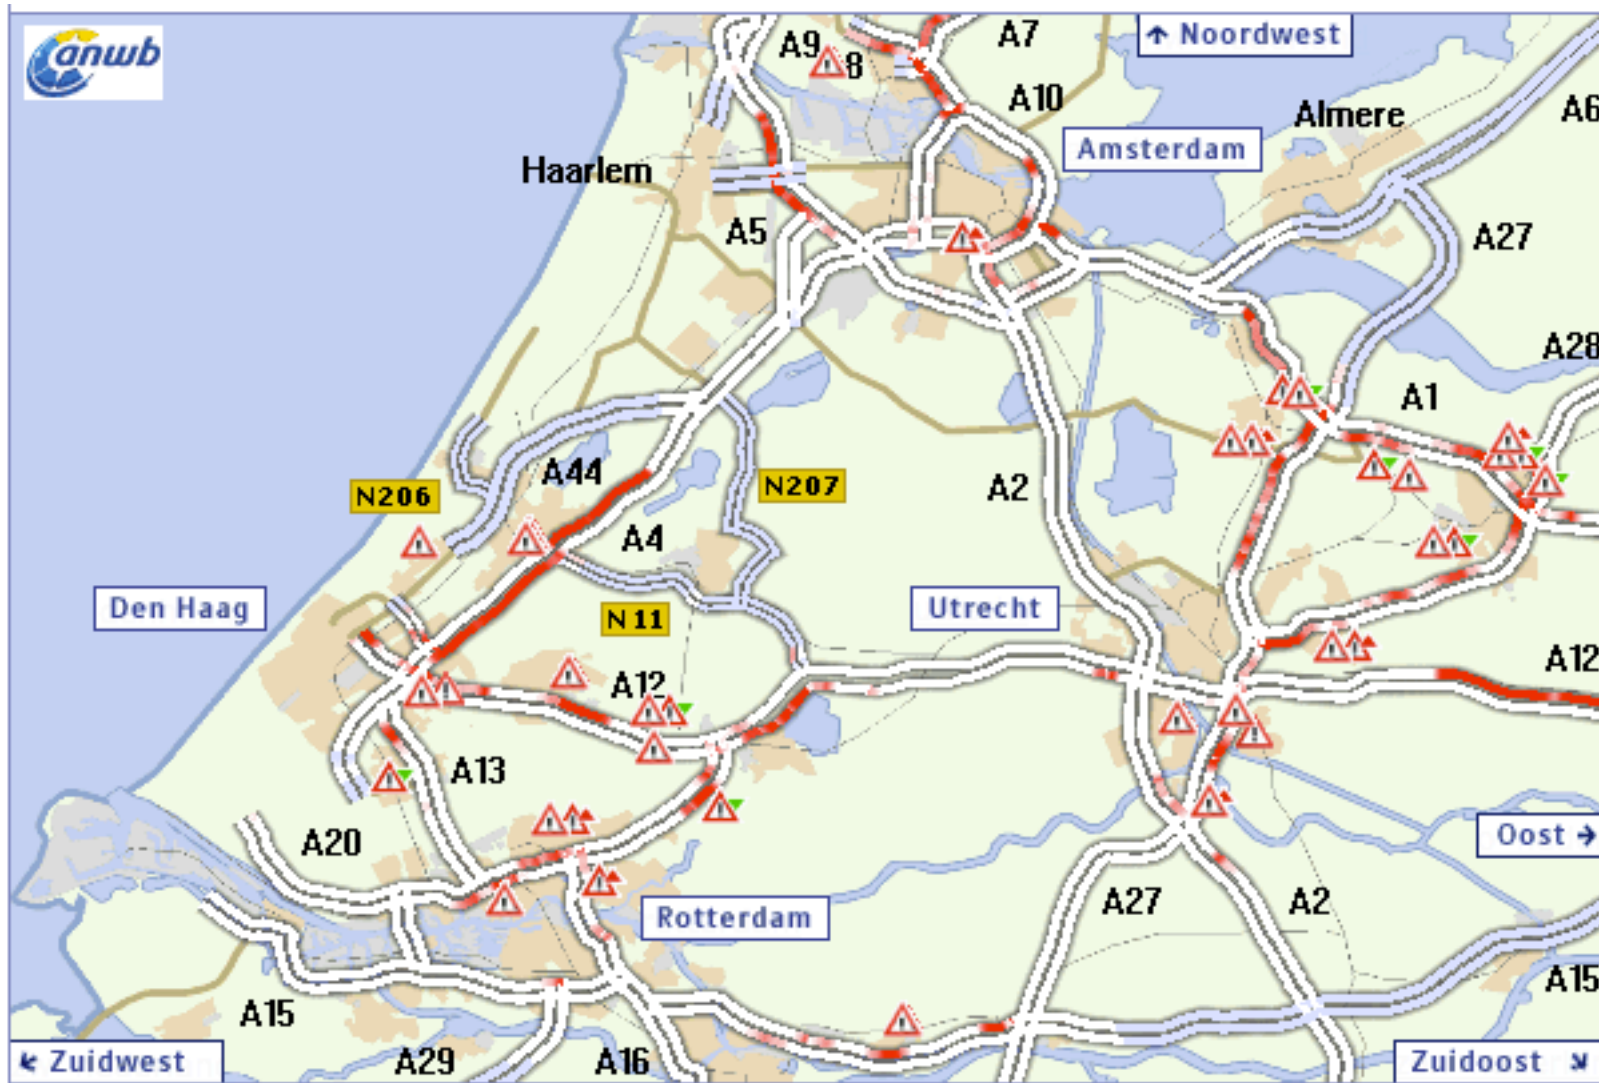 anwb
↑ Noordwest
A7
A9
8
A10
Almere
A6
Amsterdam
Haarlem
A5
A27
A28
A1
A44
N206
N207
A2
A4
Den Haag
Utrecht
N 11
A12
A12
A13
A20
Oost →
A27
A2
Rotterdam
A15
A15
A29
A16
↙ Zuidwest
Zuidoost ↘